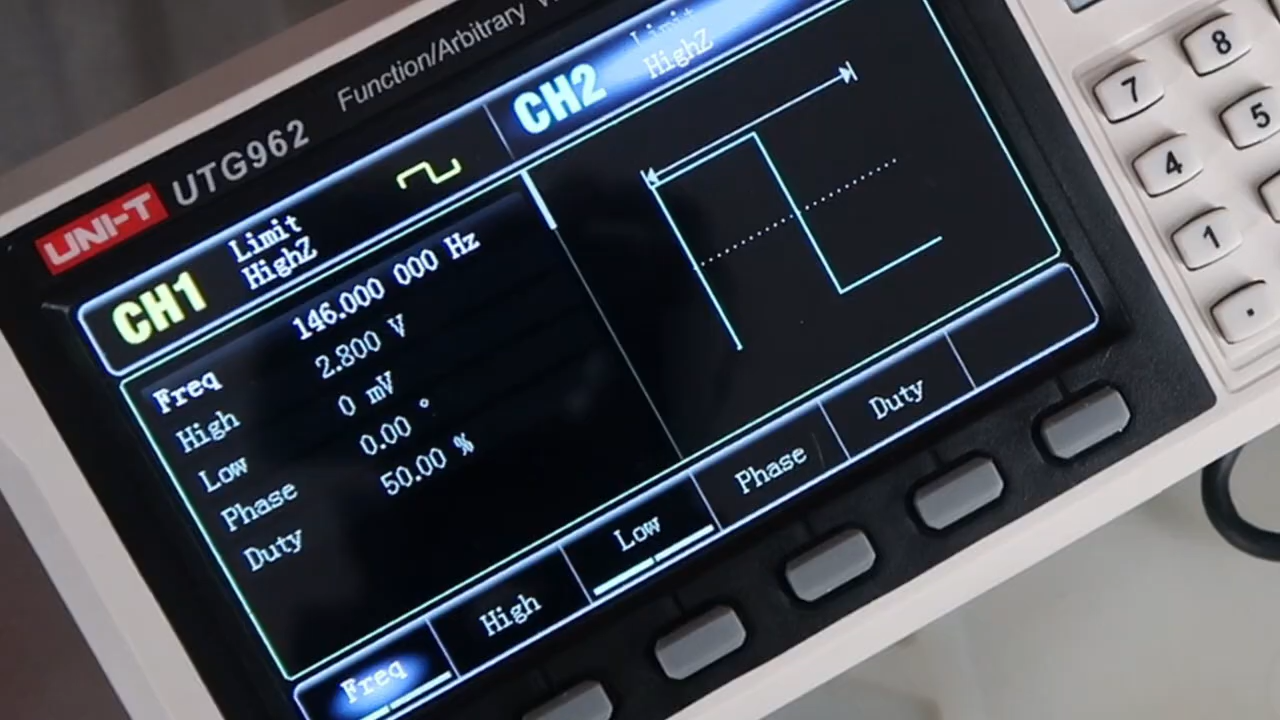 Function/Arbitrary
UNI-T UTG962
CH1 Limit HighZ
CH2 Limit HighZ
Freq 146.000 000 Hz
High 2.800 V
Low 0 mV
Phase 0.00 °
Duty 50.00 %
Freq High Low Phase Duty
7 8
4 5
1
.